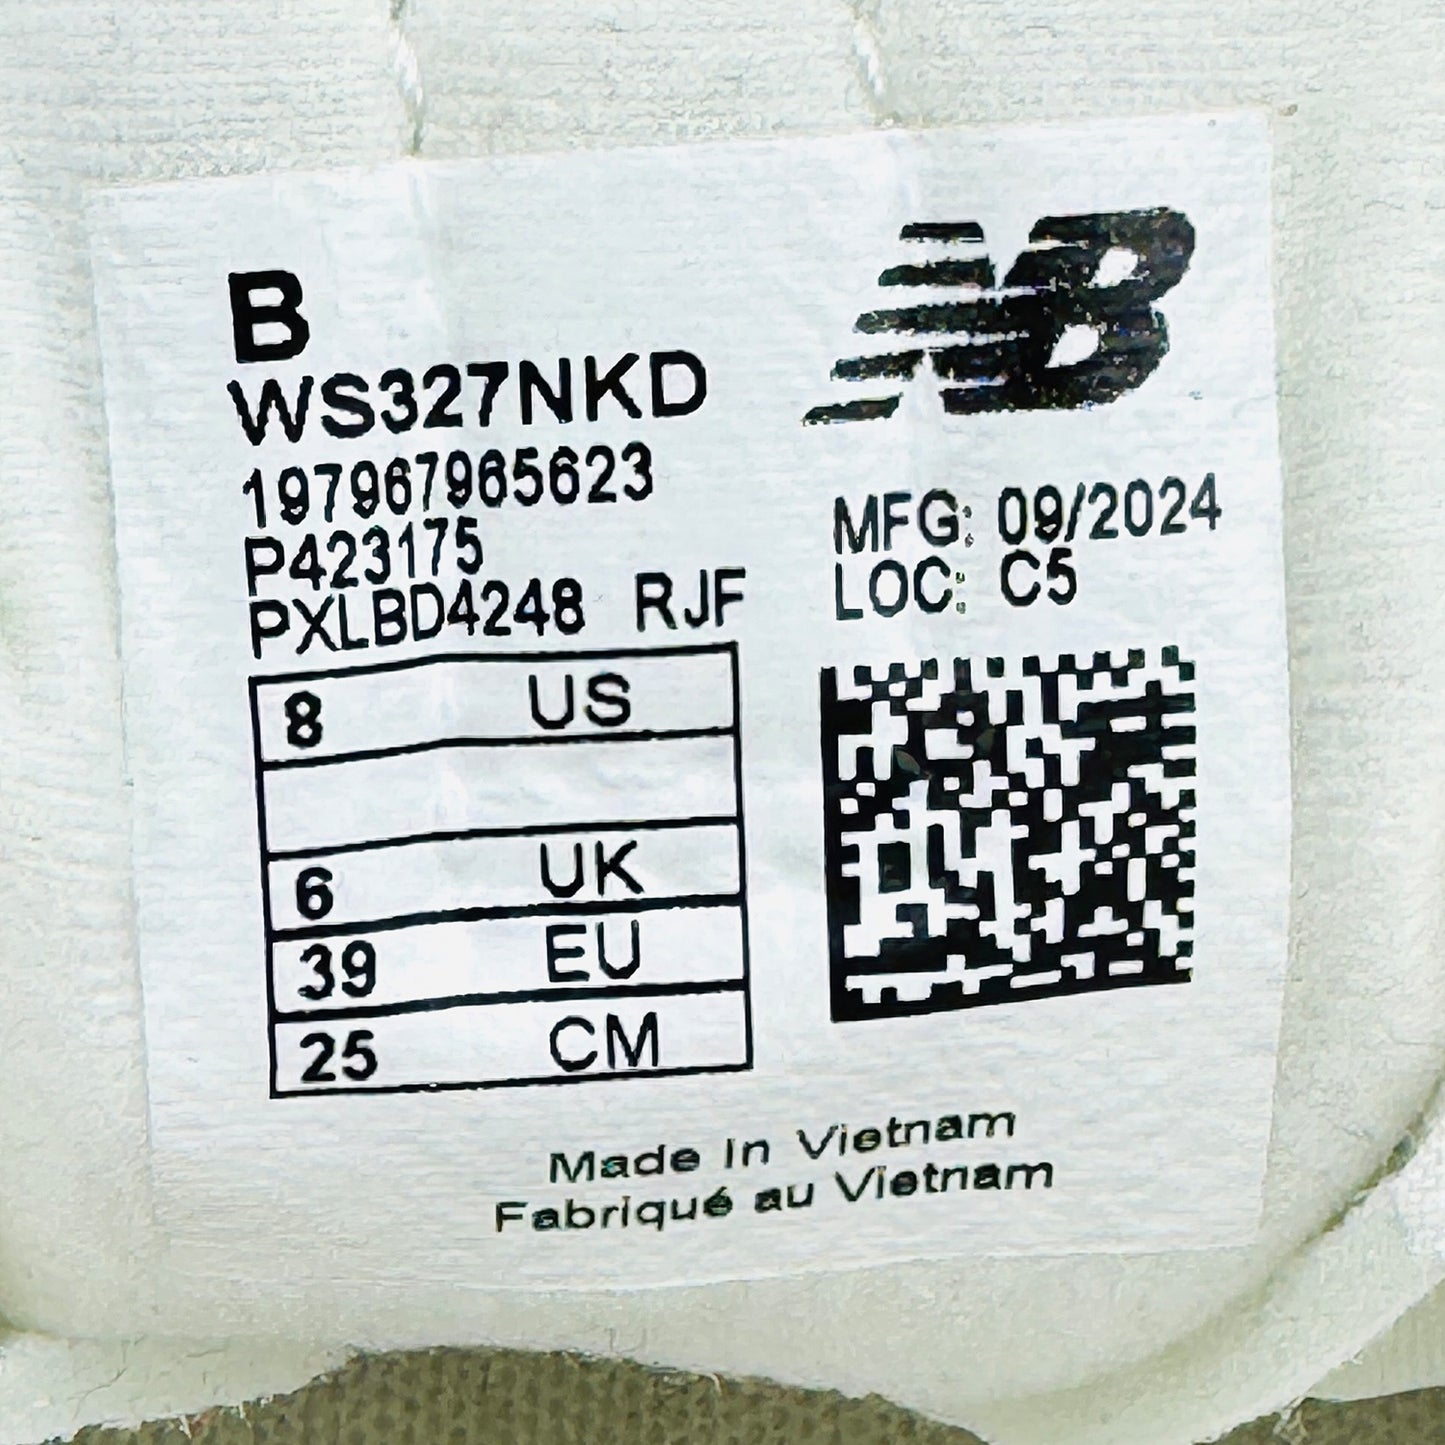 B
WS327NKD
197967965623
P423175
PXLBD4248 RJF
NB
MFG: 09/2024
LOC: C5
8 US
6 UK
39 EU
25 CM
Made In Vietnam
Fabriqué au Vietnam